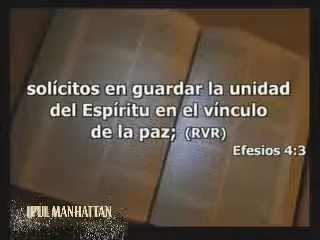 solícitos en guardar la unidad
del Espíritu en el vínculo
de la paz; (RVR)
Efesios 4:3
IPUL MANHATTAN